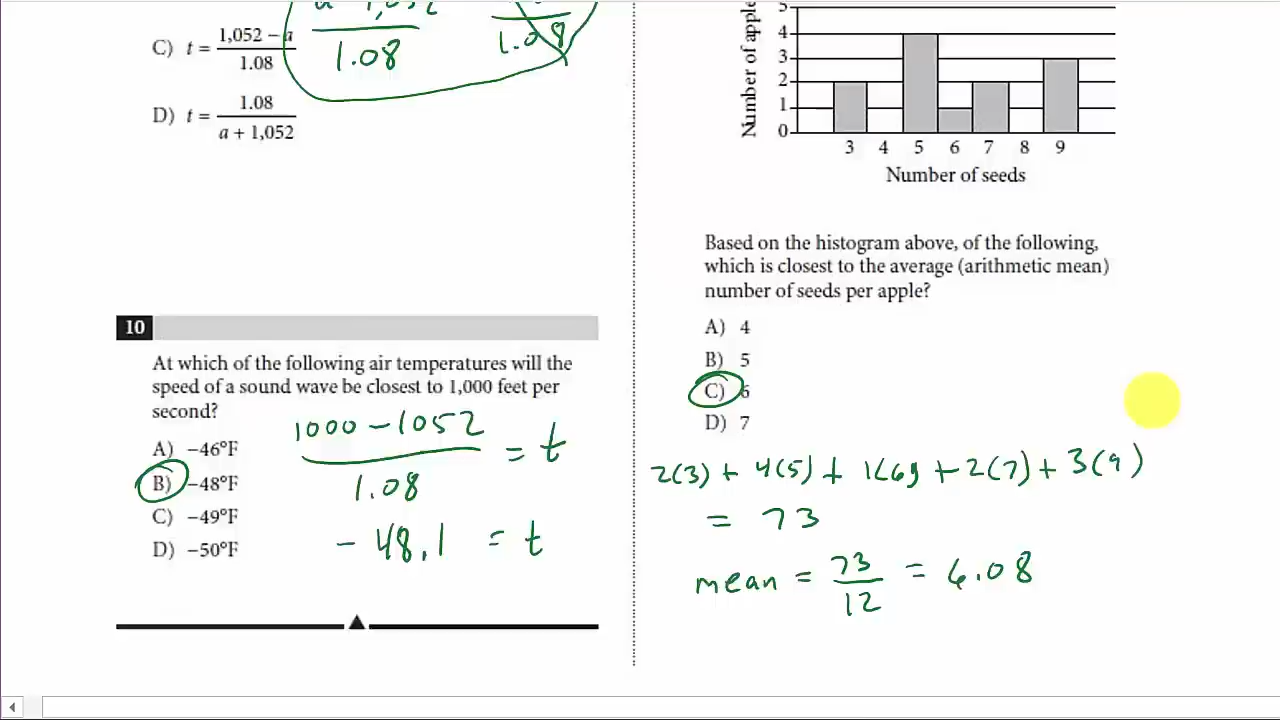 1.08
1.08
C) t = 1,052 − a
1.08
D) t = 1.08
a + 1,052
10
At which of the following air temperatures will the
speed of a sound wave be closest to 1,000 feet per
second?
A) −46°F
B) −48°F
C) −49°F
D) −50°F
1000 − 1052
1.08
= t
− 48.1 = t
Number of apple
5
4
3
2
1
0
3 4 5 6 7 8 9
Number of seeds
Based on the histogram above, of the following,
which is closest to the average (arithmetic mean)
number of seeds per apple?
A) 4
B) 5
C) 6
D) 7
2(3) + 4(5) + 1(6) + 2(7) + 3(9)
= 73
mean = 73
12
= 6.08